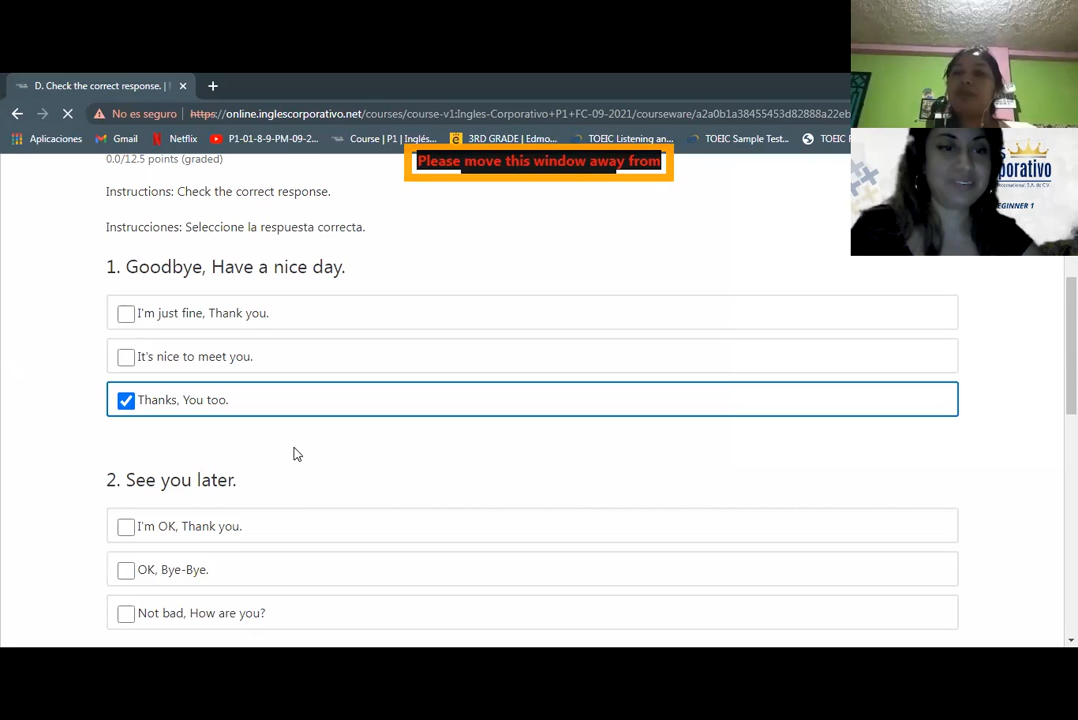 D. Check the correct response. |
No es seguro
https://online.inglescorporativo.net/courses/course-v1:Ingles-Corporativo+P1+FC-09-2021/courseware/a2a0b1a38455453d82888a22eb
Aplicaciones Gmail Netflix P1-01-8-9-PM-09-2... Course | P1 | Inglés... 3RD GRADE | Edmo... TOEIC Listening an... TOEIC Sample Test... TOEIC
Please move this window away from
0.0/12.5 points (graded)
Instructions: Check the correct response.
Instrucciones: Seleccione la respuesta correcta.
1. Goodbye, Have a nice day.
I'm just fine, Thank you.
It's nice to meet you.
Thanks, You too.
2. See you later.
I'm OK, Thank you.
OK, Bye-Bye.
Not bad, How are you?
S
porativo
International, S.A. de C.V.
EGINNER 1